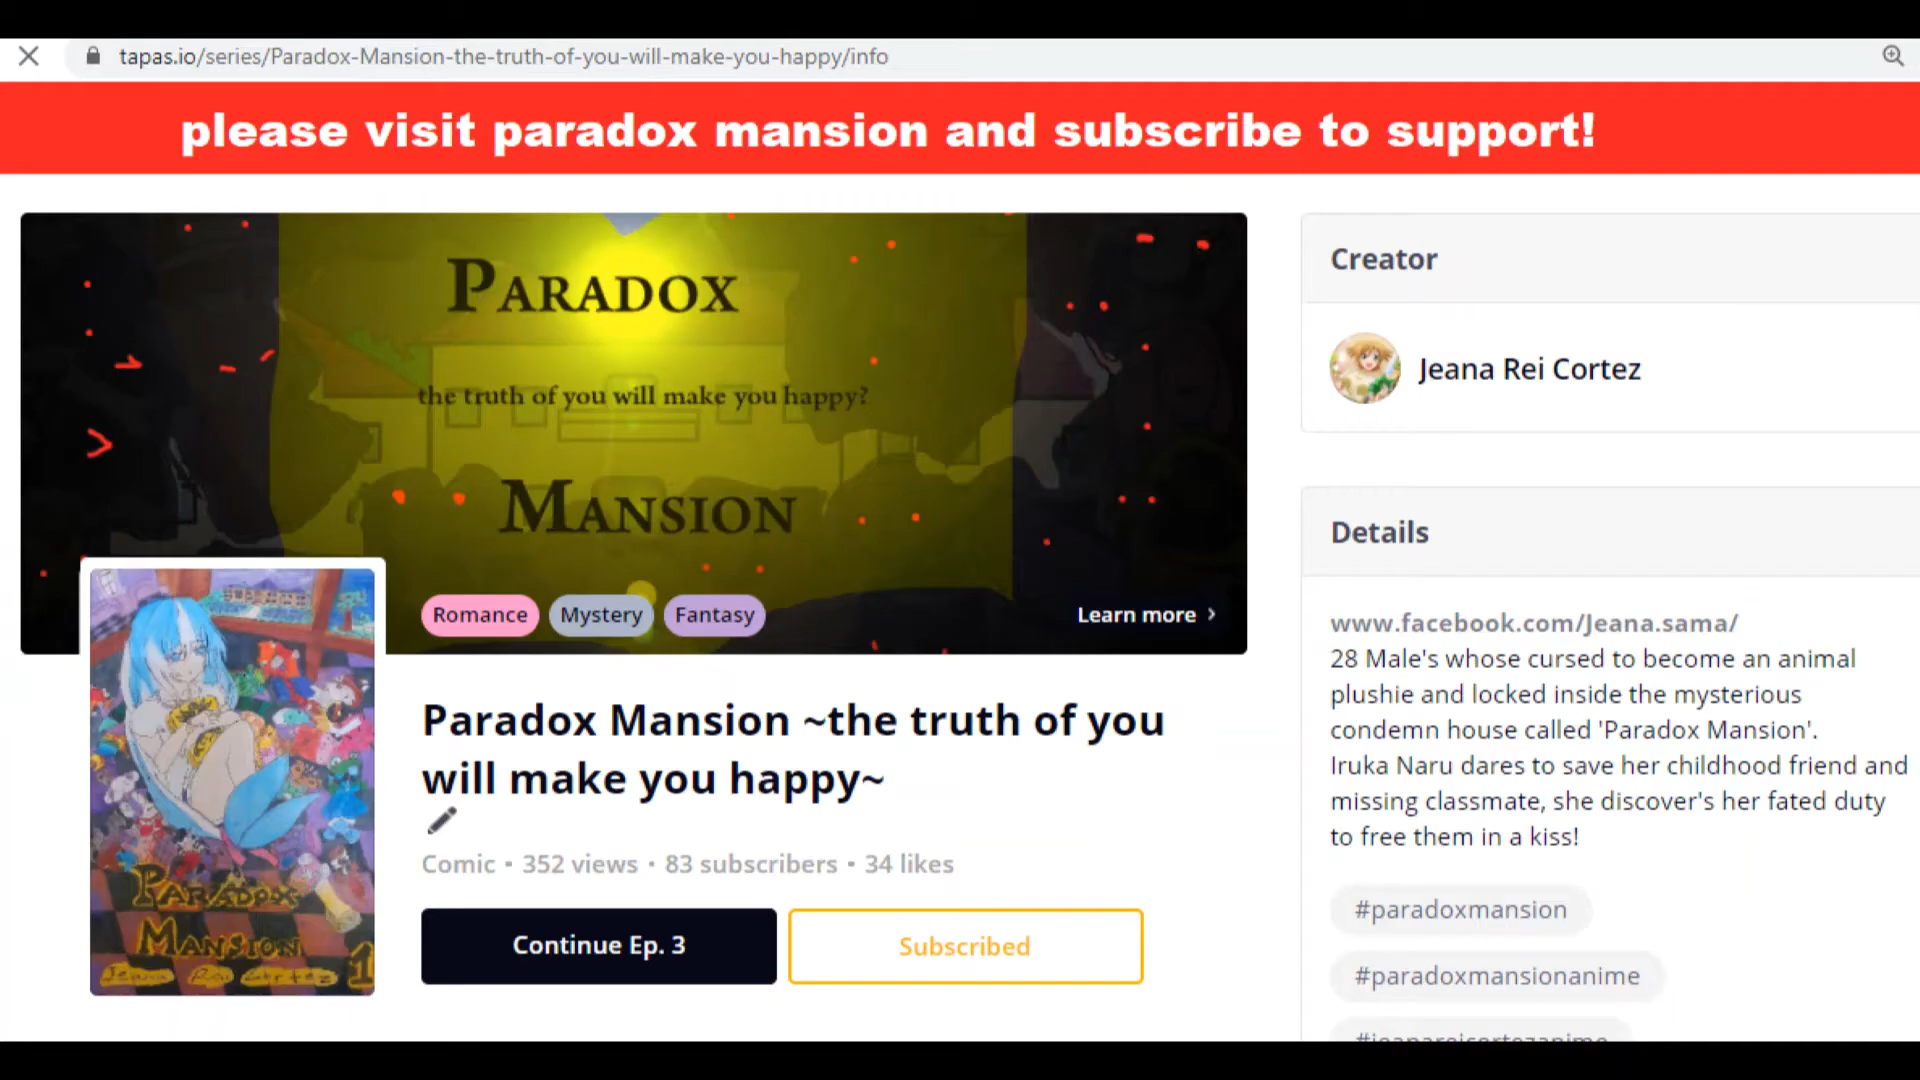 tapas.io/series/Paradox-Mansion-the-truth-of-you-will-make-you-happy/info
please visit paradox mansion and subscribe to support!
PARADOX
the truth of you will make you happy?
MANSION
Romance Mystery Fantasy
Learn more
PARADOX
MANSION
Jeana Rei Cortez 1
Paradox Mansion ~the truth of you
will make you happy~
Comic • 352 views • 83 subscribers • 34 likes
Continue Ep. 3
Subscribed
Creator
Jeana Rei Cortez
Details
www.facebook.com/Jeana.sama/
28 Male's whose cursed to become an animal
plushie and locked inside the mysterious
condemn house called 'Paradox Mansion'.
Iruka Naru dares to save her childhood friend and
missing classmate, she discover's her fated duty
to free them in a kiss!
#paradoxmansion
#paradoxmansionanime
#jeanareicortezanime